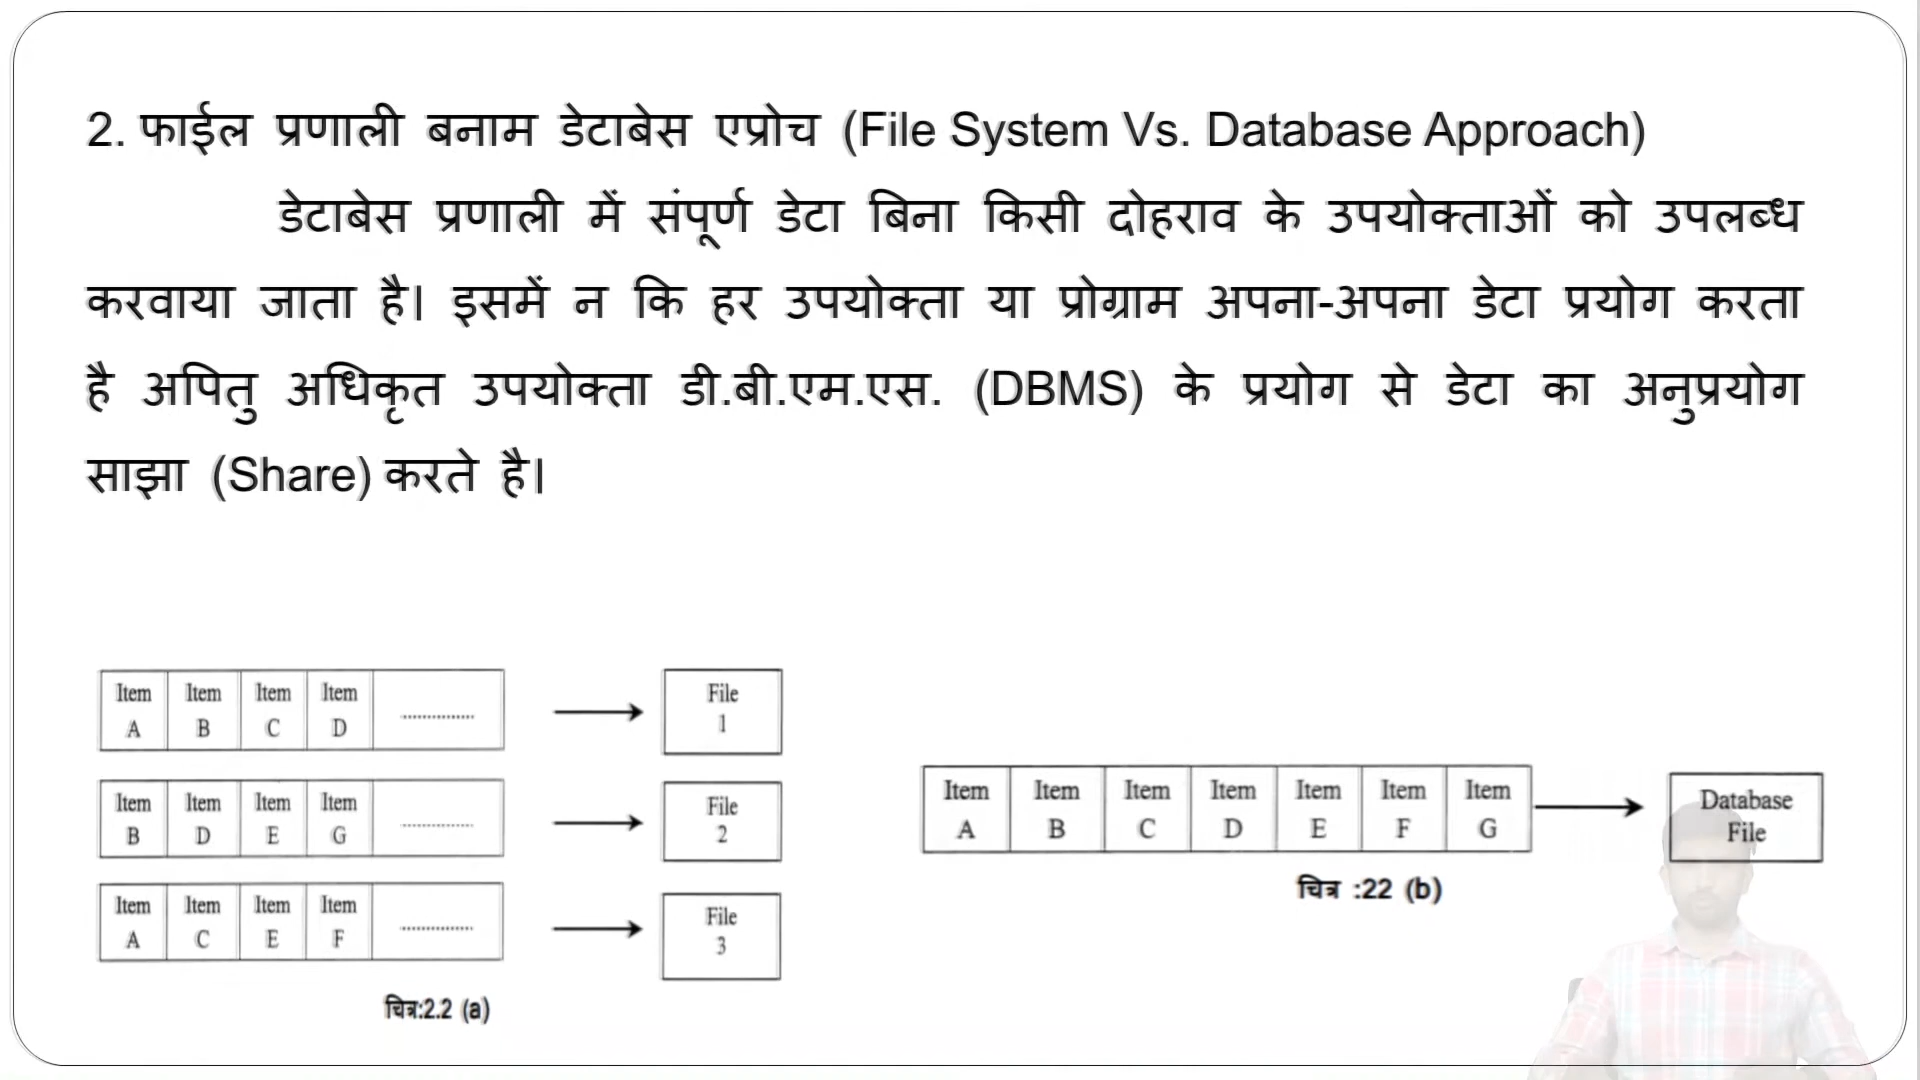 2. फाईल प्रणाली बनाम डेटाबेस एप्रोच (File System Vs. Database Approach)
डेटाबेस प्रणाली में संपूर्ण डेटा बिना किसी दोहराव के उपयोक्ताओं को उपलब्ध
करवाया जाता है। इसमें न कि हर उपयोक्ता या प्रोग्राम अपना-अपना डेटा प्रयोग करता
है अपितु अधिकृत उपयोक्ता डी.बी.एम.एस. (DBMS) के प्रयोग से डेटा का अनुप्रयोग
साझा (Share) करते है।
Item Item Item Item
A B C D ..............
File
1
Item Item Item Item
B D E G ..............
File
2
Item Item Item Item
A C E F ..............
File
3
चित्र:2.2 (a)
Item Item Item Item Item Item Item
A B C D E F G
Database
File
चित्र :22 (b)